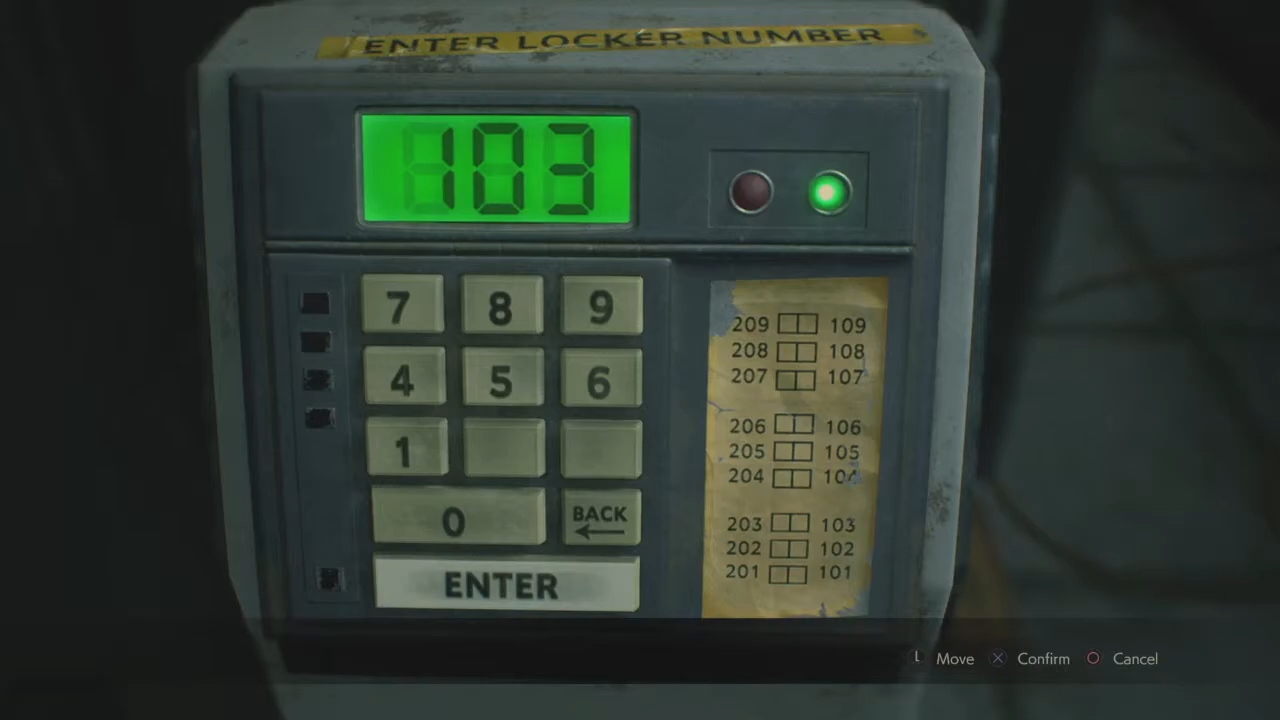 ENTER LOCKER NUMBER
103
7 8 9
4 5 6
1
0 BACK
ENTER
209 109
208 108
207 107
206 106
205 105
204 104
203 103
202 102
201 101
L Move Confirm Cancel